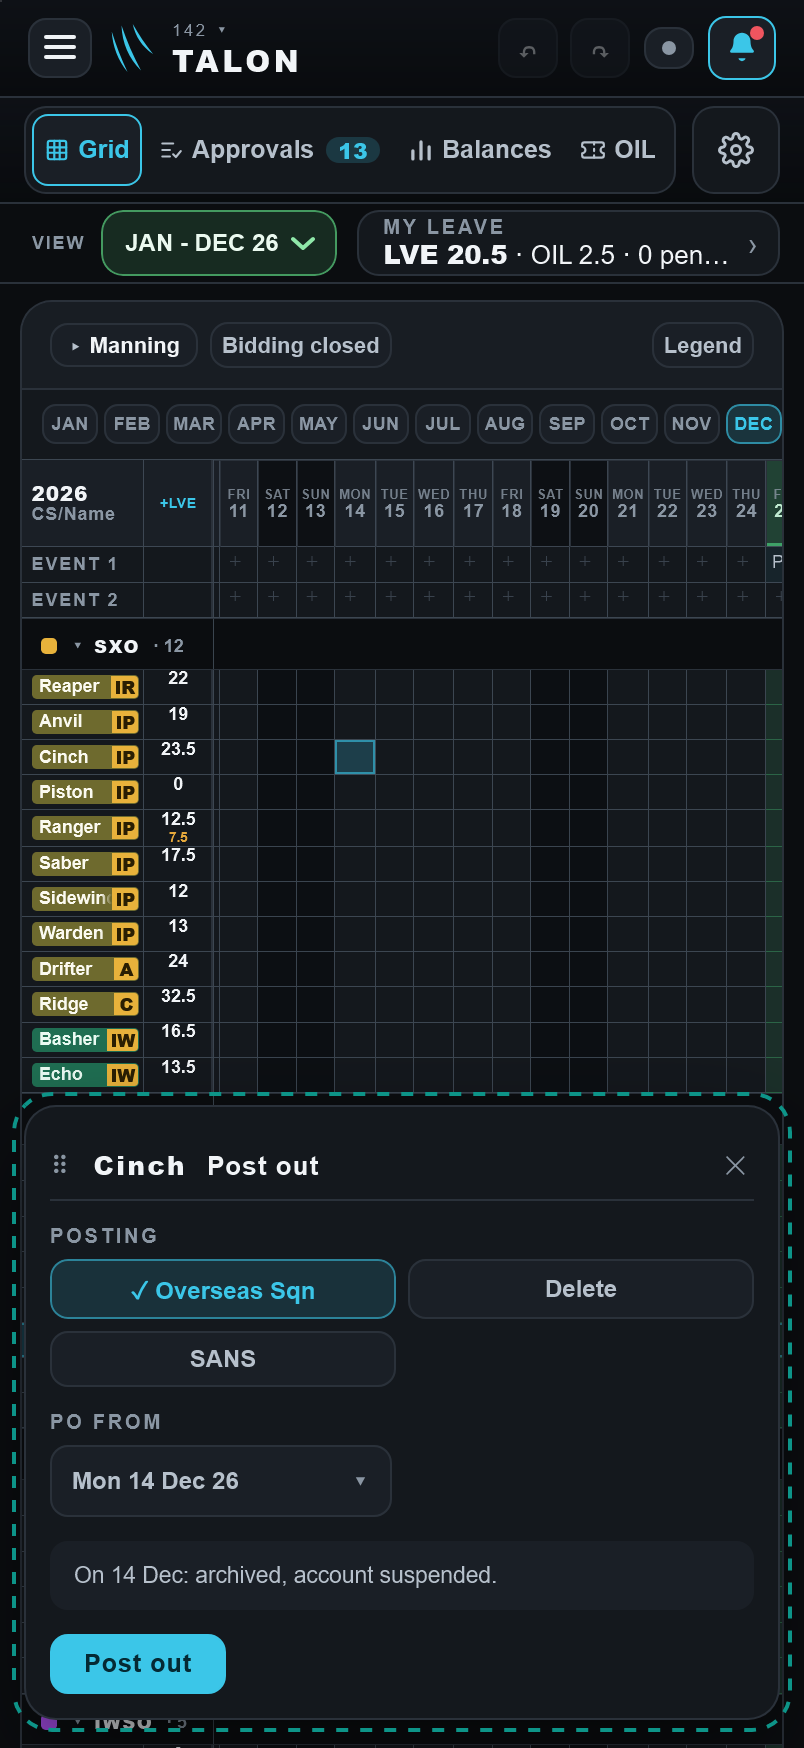 142 ▾
TALON
Grid Approvals 13 Balances OIL
VIEW JAN - DEC 26
MY LEAVE
LVE 20.5 · OIL 2.5 · 0 pen… ›
▸ Manning Bidding closed Legend
JAN FEB MAR APR MAY JUN JUL AUG SEP OCT NOV DEC
2026
CS/Name
+LVE
FRI SAT SUN MON TUE WED THU FRI SAT SUN MON TUE WED THU F
11 12 13 14 15 16 17 18 19 20 21 22 23 24 2
EVENT 1 + + + + + + + + + + + + + + P
EVENT 2 + + + + + + + + + + + + + + +
▾ SXO · 12
Reaper IR 22
Anvil IP 19
Cinch IP 23.5
Piston IP 0
Ranger IP 12.5
7.5
Saber IP 17.5
Sidewin IP 12
Warden IP 13
Drifter A 24
Ridge C 32.5
Basher IW 16.5
Echo IW 13.5
Cinch Post out
POSTING
✓ Overseas Sqn Delete
SANS
PO FROM
Mon 14 Dec 26 ▾
On 14 Dec: archived, account suspended.
Post out
▾ IWSO · 5